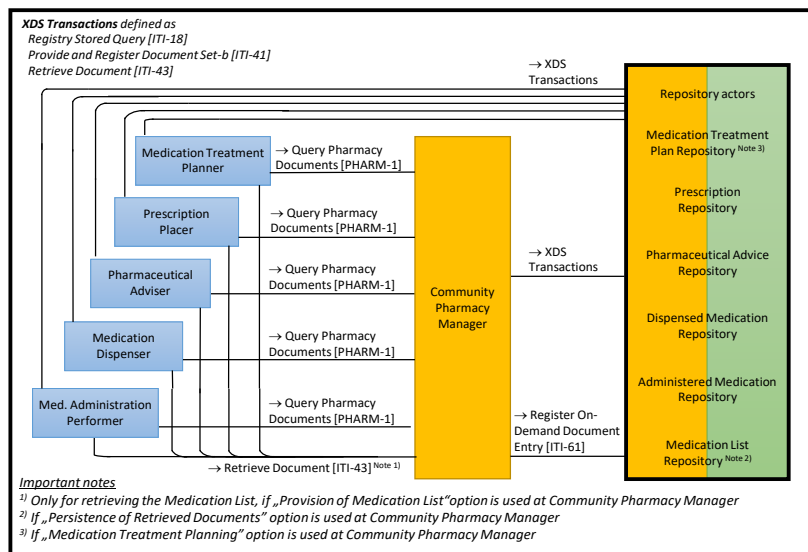 XDS Transactions defined as
Registry Stored Query [ITI-18]
Provide and Register Document Set-b [ITI-41]
Retrieve Document [ITI-43]
→ XDS
Transactions
Repository actors
Medication Treatment
Planner
→ Query Pharmacy
Documents [PHARM-1]
Medication Treatment
Plan Repository Note 3)
Prescription
Placer
→ Query Pharmacy
Documents [PHARM-1]
Prescription
Repository
Pharmaceutical
Adviser
→ Query Pharmacy
Documents [PHARM-1]
Community
Pharmacy
Manager
→ XDS
Transactions
Pharmaceutical Advice
Repository
Medication
Dispenser
→ Query Pharmacy
Documents [PHARM-1]
Dispensed Medication
Repository
Med. Administration
Performer
→ Query Pharmacy
Documents [PHARM-1]
Administered Medication
Repository
→ Register On-
Demand Document
Entry [ITI-61]
Medication List
Repository Note 2)
→ Retrieve Document [ITI-43] Note 1)
Important notes
1) Only for retrieving the Medication List, if „Provision of Medication List“option is used at Community Pharmacy Manager
2) If „Persistence of Retrieved Documents” option is used at Community Pharmacy Manager
3) If „Medication Treatment Planning” option is used at Community Pharmacy Manager